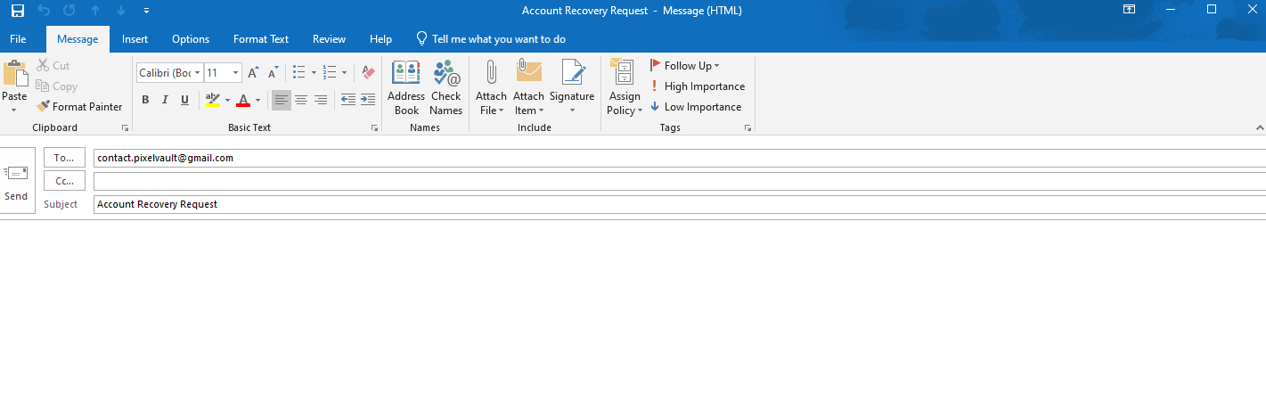 Account Recovery Request - Message (HTML)
File Message Insert Options Format Text Review Help Tell me what you want to do
Cut
Copy
Paste
Format Painter
Clipboard
Calibri (Boc 11 A A
B I U ab A
Basic Text
Address Book
Check Names
Names
Attach File
Attach Item
Signature
Include
Assign Policy
Follow Up
High Importance
Low Importance
Tags
Send
To... contact.pixelvault@gmail.com
Cc...
Subject Account Recovery Request